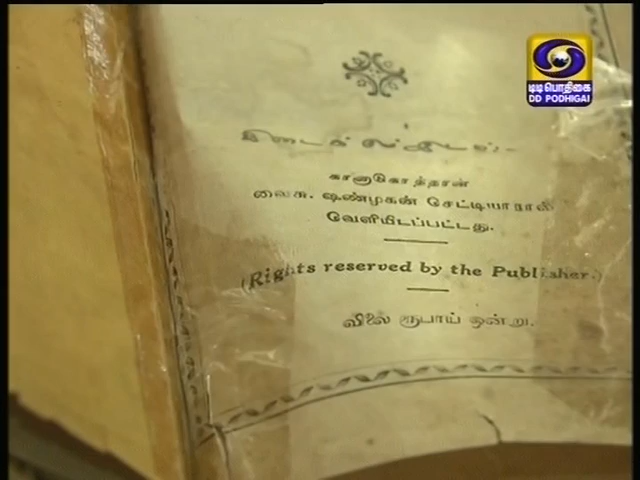 டிடி பொதிகை
DD PODHIGAI
கானாடுகாத்தான்
வைசு. ஷண்முகன் செட்டியாரால்
வெளியிடப்பட்டது.
(Rights reserved by the Publisher.)
விலை ரூபாய் ஒன்று.